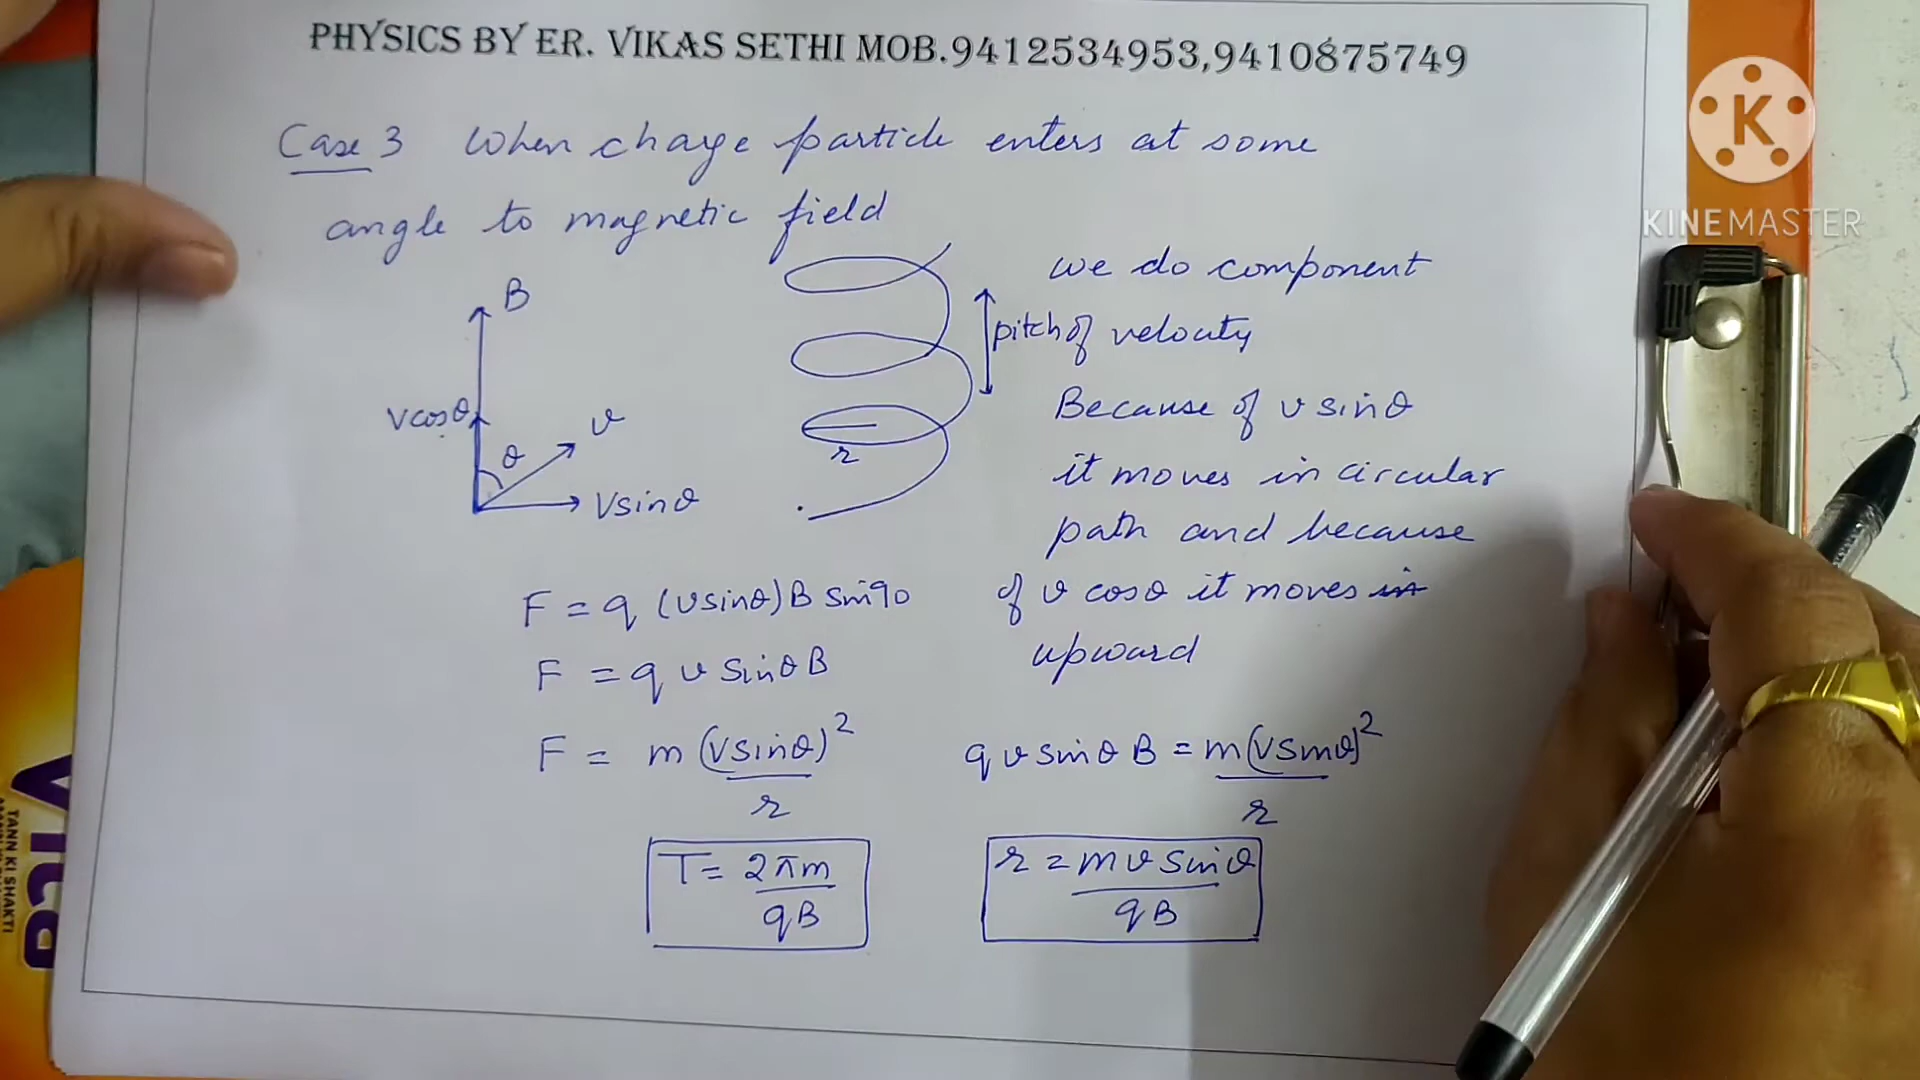 PHYSICS BY ER. VIKAS SETHI MOB.9412534953,9410875749
K
KINEMASTER
Case 3 When charge particle enters at some
angle to magnetic field
B
Vcosθ
θ
v
Vsinθ
r
pitch
we do component
of velocity
Because of v sinθ
it moves in circular
path and because
of v cosθ it moves in
upward
F = q (vsinθ) B sin90
F = q v sinθ B
F = m (Vsinθ)²
r
q v sinθ B = m(Vsinθ)²
r
T = 2πm
qB
r = mv sinθ
qB
Vita
TANN KI SHAKTI